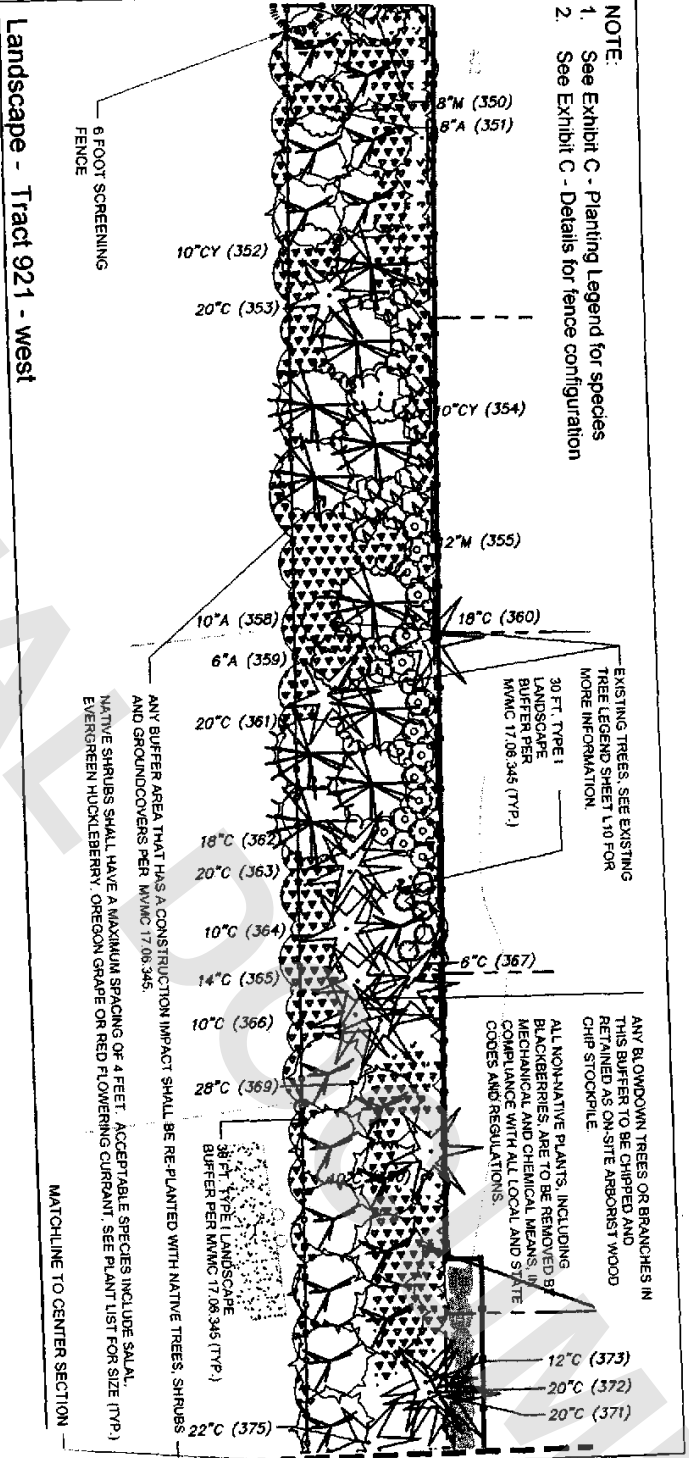 NOTE:
1. See Exhibit C - Planting Legend for species
2. See Exhibit C - Details for fence configuration
8"M (350)
8"A (351)
10"CY (352)
20"C (353)
10"CY (354)
12"M (355)
10"A (358)
6"A (359)
18"C (360)
20"C (361)
18"C (362)
20"C (363)
10"C (364)
14"C (365)
10"C (366)
6"C (367)
28"C (369)
12"C (373)
20"C (372)
20"C (371)
22"C (375)
6 FOOT SCREENING
FENCE
EXISTING TREES, SEE EXISTING
TREE LEGEND SHEET L10 FOR
MORE INFORMATION.
30 FT. TYPE I
LANDSCAPE
BUFFER PER
MVMC 17.06.345 (TYP.)
ANY BLOWDOWN TREES OR BRANCHES IN
THIS BUFFER TO BE CHIPPED AND
RETAINED AS ON-SITE ARBORIST WOOD
CHIP STOCKPILE.
ALL NON-NATIVE PLANTS, INCLUDING
BLACKBERRIES, ARE TO BE REMOVED BY
MECHANICAL AND CHEMICAL MEANS, IN
COMPLIANCE WITH ALL LOCAL AND STATE
CODES AND REGULATIONS.
38 FT. TYPE I LANDSCAPE
BUFFER PER MVMC 17.06.345 (TYP.)
ANY BUFFER AREA THAT HAS A CONSTRUCTION IMPACT SHALL BE RE-PLANTED WITH NATIVE TREES, SHRUBS
AND GROUNDCOVERS PER MVMC 17.06.345.
NATIVE SHRUBS SHALL HAVE A MAXIMUM SPACING OF 4 FEET. ACCEPTABLE SPECIES INCLUDE SALAL,
EVERGREEN HUCKLEBERRY, OREGON GRAPE OR RED FLOWERING CURRANT. SEE PLANT LIST FOR SIZE (TYP.)
MATCHLINE TO CENTER SECTION
Landscape - Tract 921 - west